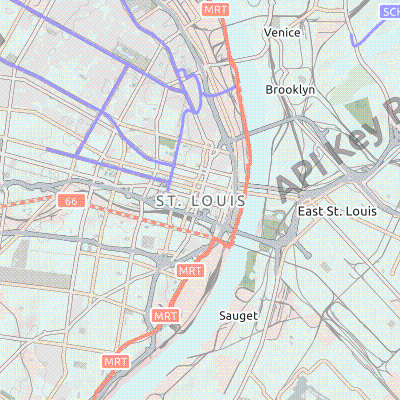 MRT
Venice
SCH
Brooklyn
API Key R
66
ST. LOUIS
East St. Louis
MRT
MRT
Sauget
MRT